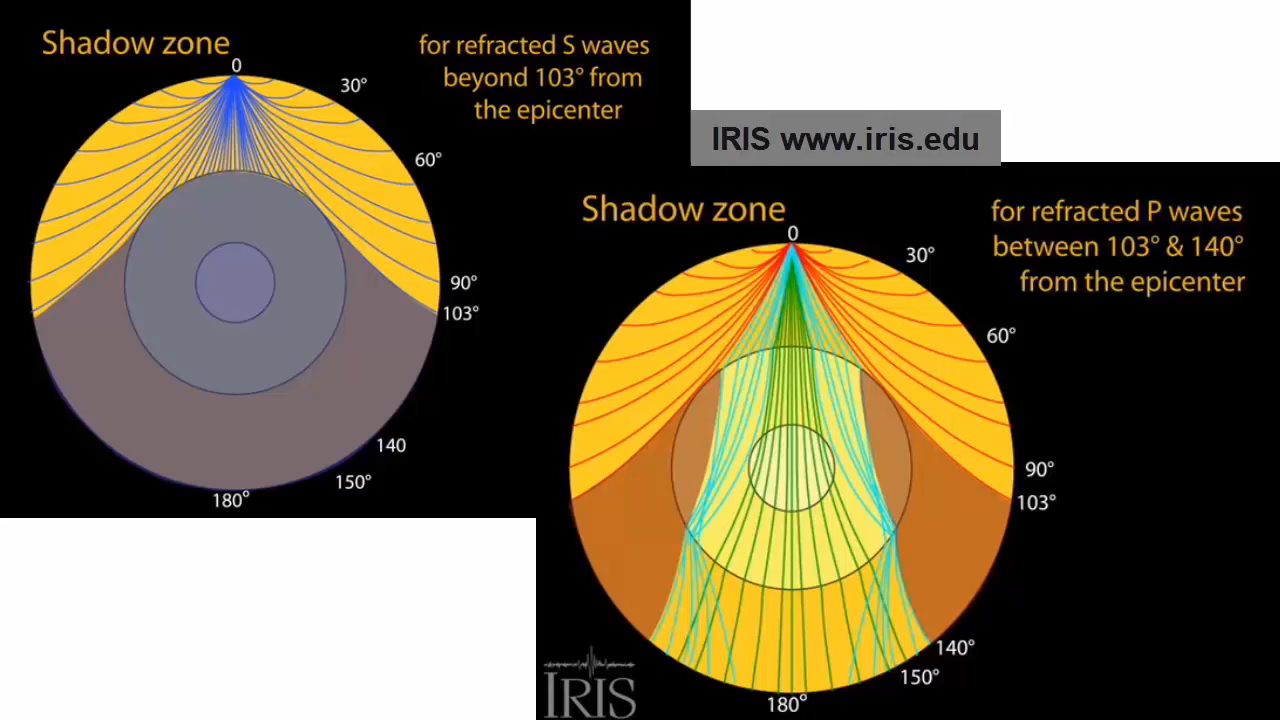 Shadow zone
for refracted S waves
beyond 103° from
the epicenter
0
30°
60°
90°
103°
140
150°
180°
IRIS www.iris.edu
Shadow zone
for refracted P waves
between 103° & 140°
from the epicenter
0
30°
60°
90°
103°
140°
150°
180°
IRIS